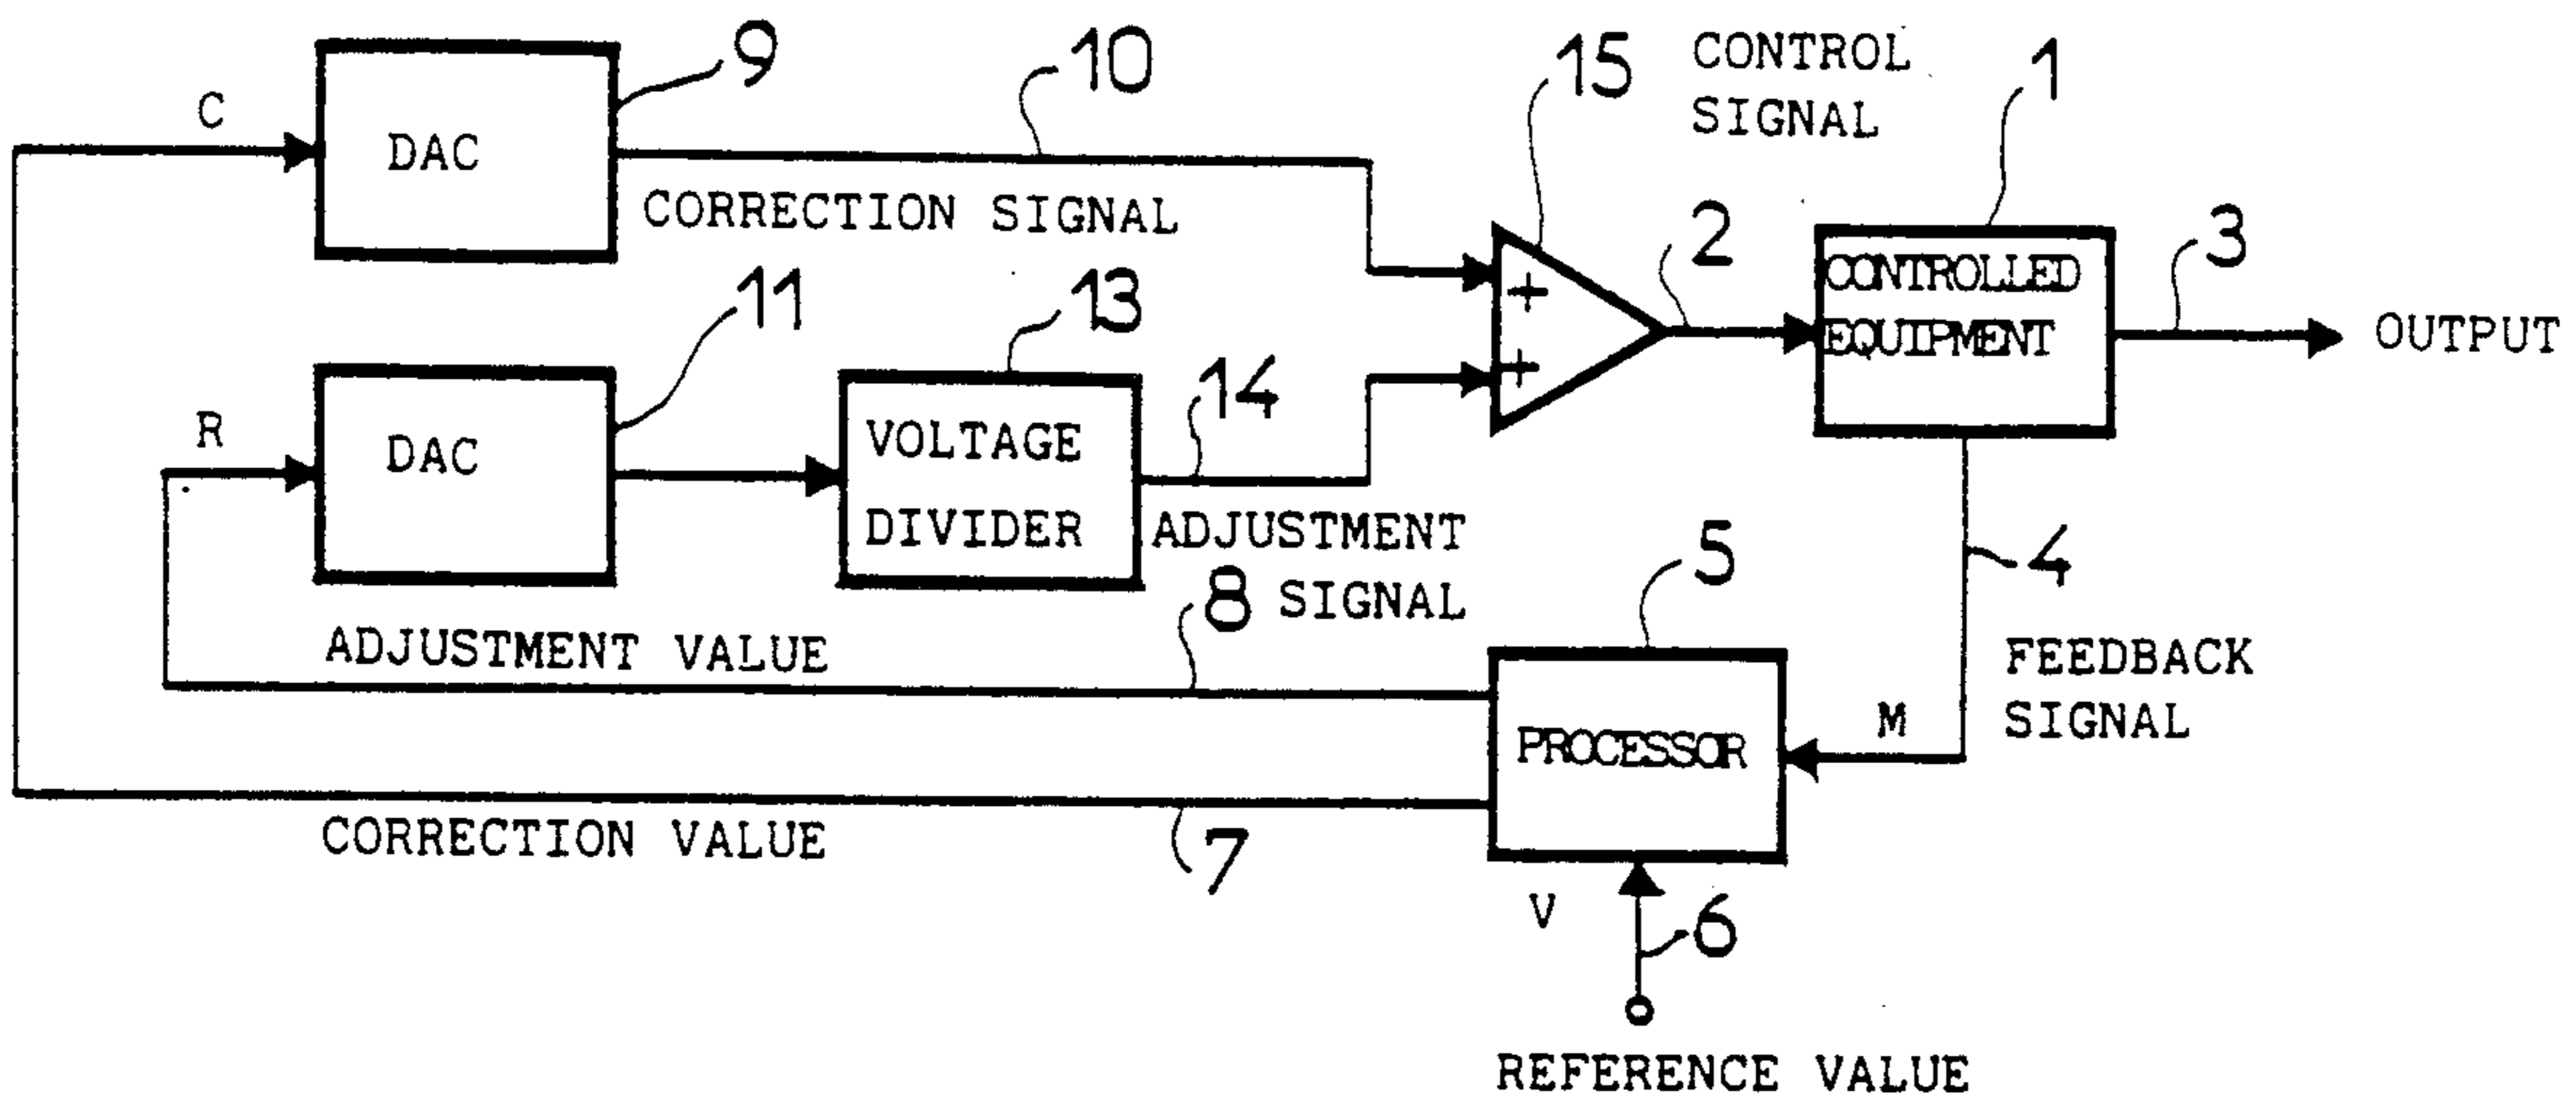 9
10
15
CONTROL
SIGNAL
1
C
DAC
CORRECTION SIGNAL
2
3
CONTROLLED
EQUIPMENT
OUTPUT
+
+
11
13
14
R
DAC
VOLTAGE
DIVIDER
ADJUSTMENT
SIGNAL
8
5
4
ADJUSTMENT VALUE
FEEDBACK
SIGNAL
M
PROCESSOR
CORRECTION VALUE
7
V
6
REFERENCE VALUE